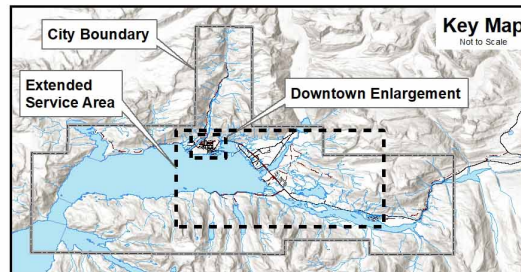 City Boundary
Key Map
Not to Scale
Extended
Service Area
Downtown Enlargement